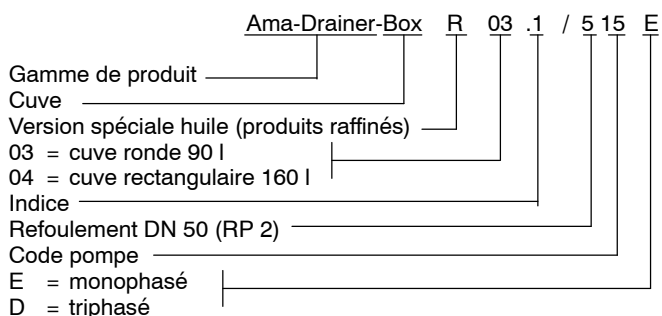 Ama-Drainer-Box R 03 .1 / 5 15 E
Gamme de produit
Cuve
Version spéciale huile (produits raffinés)
03 = cuve ronde 90 l
04 = cuve rectangulaire 160 l
Indice
Refoulement DN 50 (RP 2)
Code pompe
E = monophasé
D = triphasé